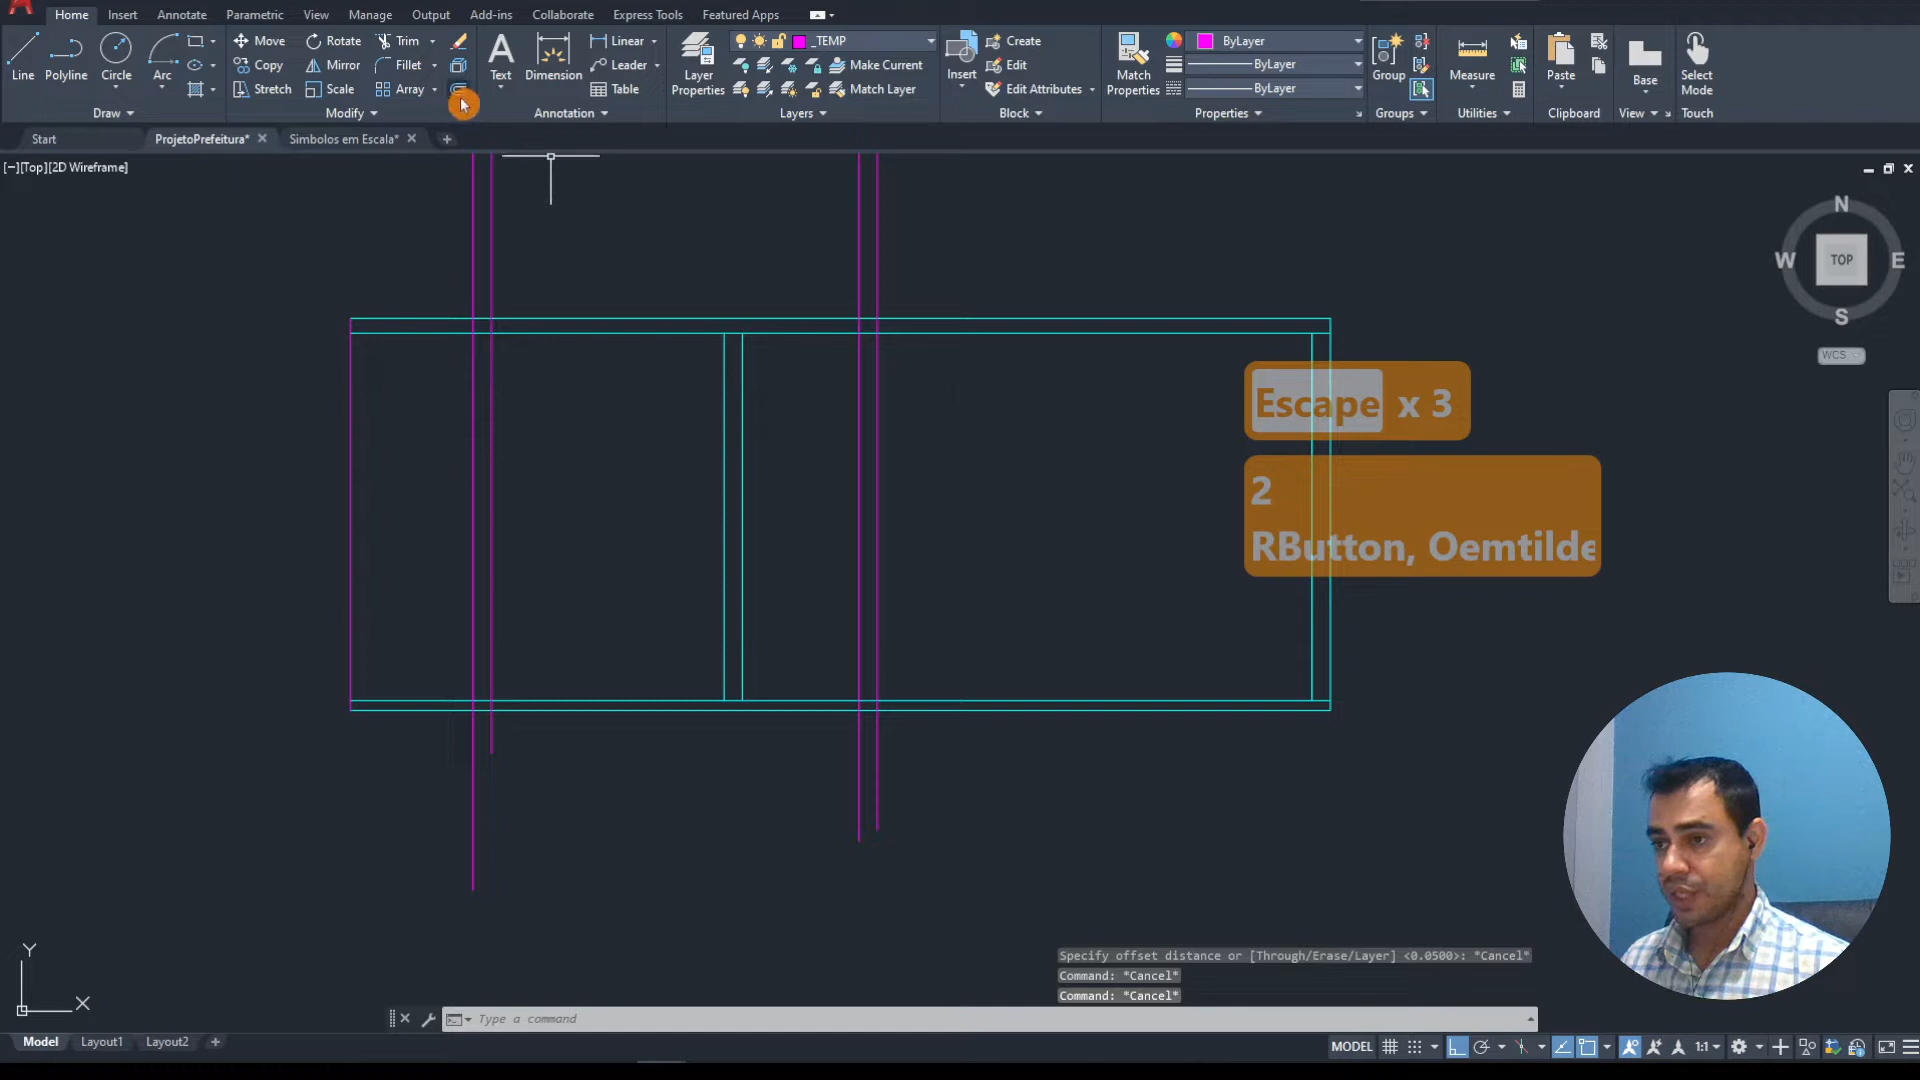 Home Insert Annotate Parametric View Manage Output Add-ins Collaborate Express Tools Featured Apps
Line Polyline Circle Arc
Move Rotate Trim
Copy Mirror Fillet
Stretch Scale Array
Text Dimension
Linear
Leader
Table
Layer
Properties
_TEMP
Make Current
Match Layer
Insert
Create
Edit
Edit Attributes
Match
Properties
ByLayer
ByLayer
ByLayer
Group
Measure
Paste
Base
Select
Mode
Draw Modify Annotation Layers Block Properties Groups Utilities Clipboard View Touch
Start ProjetoPrefeitura* Simbolos em Escala*
[−][Top][2D Wireframe]
N
W TOP E
S
WCS
Escape x 3
2
RButton, Oemtilde
Y
X
Specify offset distance or [Through/Erase/Layer] <0.0500>: *Cancel*
Command: *Cancel*
Command: *Cancel*
Type a command
Model Layout1 Layout2
MODEL 1:1